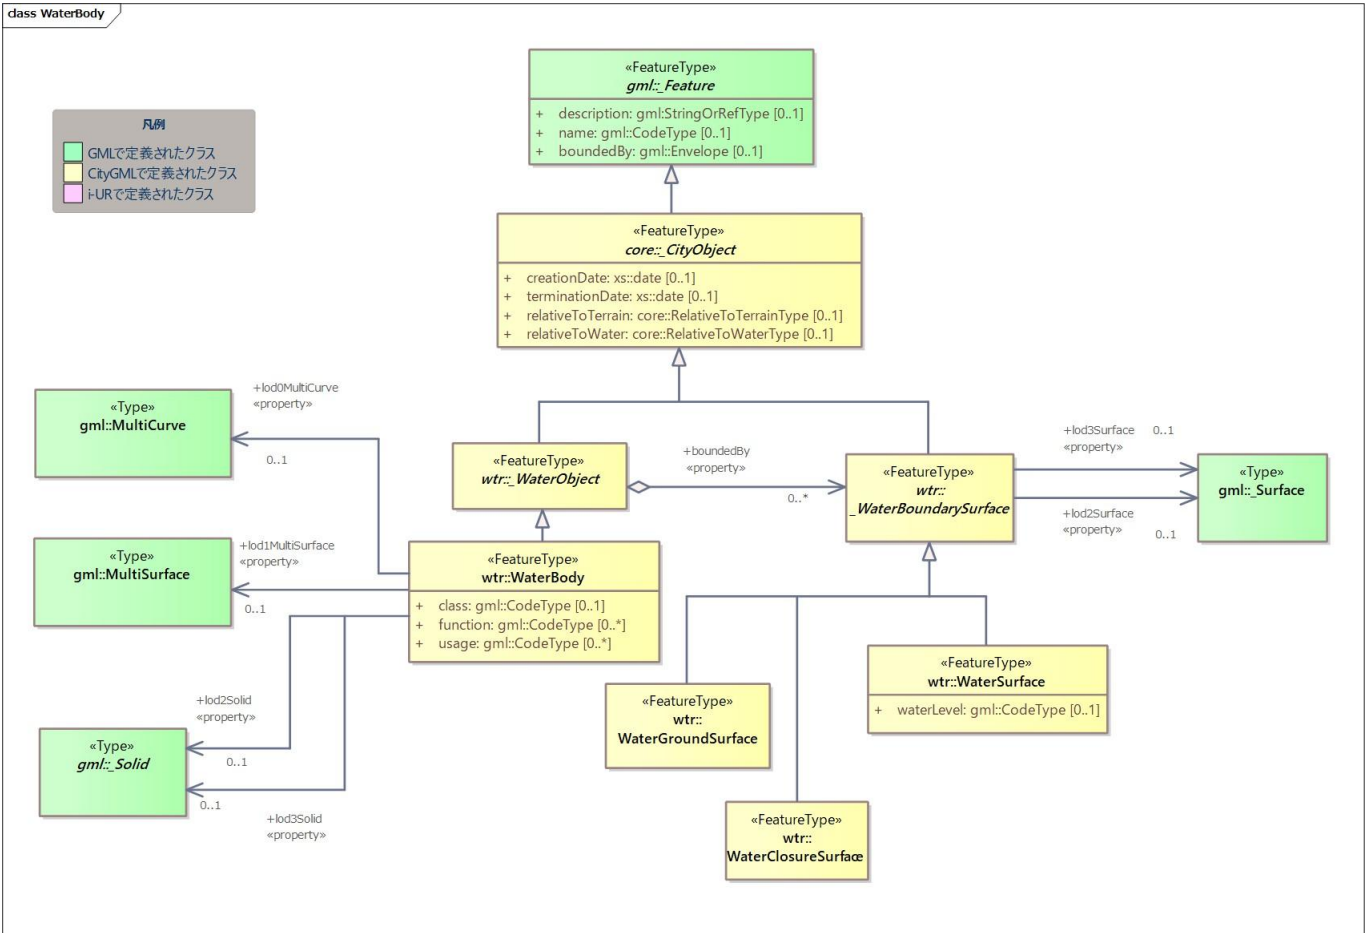 class WaterBody
凡例
GMLで定義されたクラス
CityGMLで定義されたクラス
i-URで定義されたクラス
«FeatureType»
gml::_Feature
+ description: gml:StringOrRefType [0..1]
+ name: gml::CodeType [0..1]
+ boundedBy: gml::Envelope [0..1]
«FeatureType»
core::_CityObject
+ creationDate: xs::date [0..1]
+ terminationDate: xs::date [0..1]
+ relativeToTerrain: core::RelativeToTerrainType [0..1]
+ relativeToWater: core::RelativeToWaterType [0..1]
«Type»
gml::MultiCurve
+lod0MultiCurve
«property»
0..1
«FeatureType»
wtr::_WaterObject
+boundedBy
«property»
0..*
«FeatureType»
wtr::
_WaterBoundarySurface
+lod3Surface 0..1
«property»
+lod2Surface
«property»
0..1
«Type»
gml::_Surface
«Type»
gml::MultiSurface
+lod1MultiSurface
«property»
0..1
«FeatureType»
wtr::WaterBody
+ class: gml::CodeType [0..1]
+ function: gml::CodeType [0..*]
+ usage: gml::CodeType [0..*]
«FeatureType»
wtr::WaterSurface
+ waterLevel: gml::CodeType [0..1]
«FeatureType»
wtr::
WaterGroundSurface
+lod2Solid
«property»
0..1
«Type»
gml::_Solid
0..1
+lod3Solid
«property»
«FeatureType»
wtr::
WaterClosureSurface